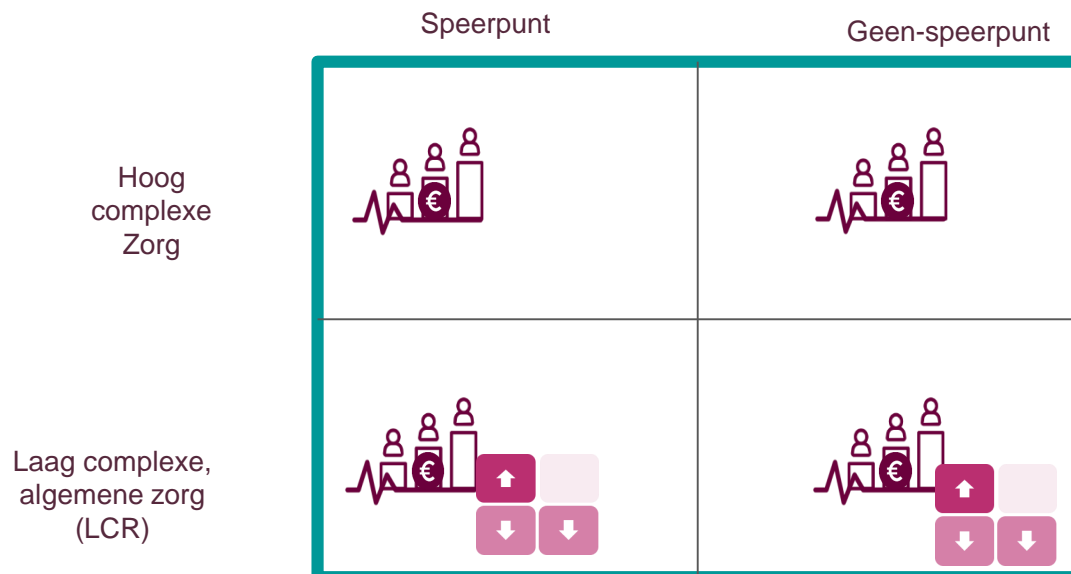 Speerpunt
Geen-speerpunt
Hoog
complexe
Zorg
€
€
Laag complexe,
algemene zorg
(LCR)
€
€